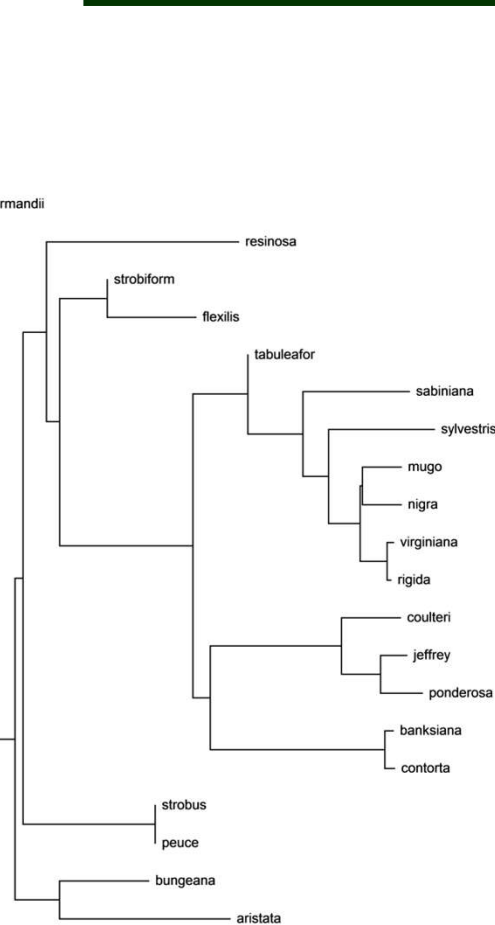 rmandii
resinosa
strobiform
flexilis
tabuleafor
sabiniana
sylvestris
mugo
nigra
virginiana
rigida
coulteri
jeffrey
ponderosa
banksiana
contorta
strobus
peuce
bungeana
aristata